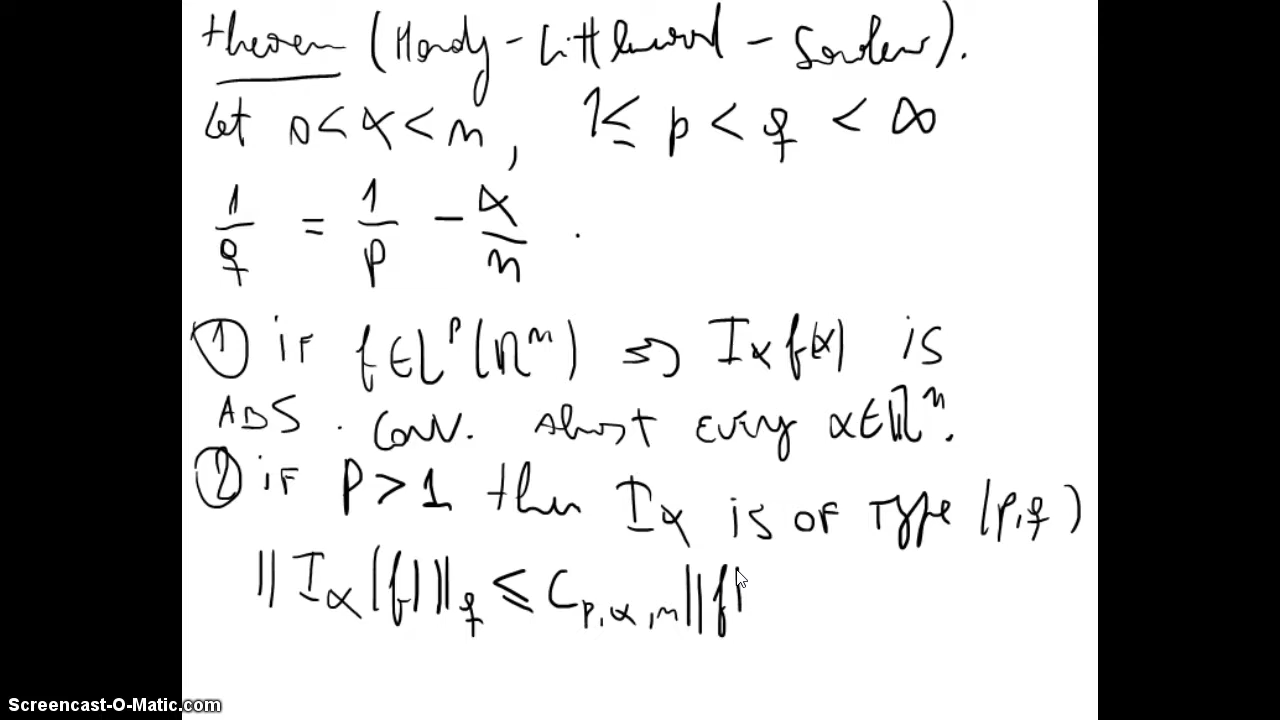 theorem (Hardy - Littlewood - Sobolev).
Let 0 < α < n, 1 ≤ p < q < ∞
1/q = 1/p - α/n .
① if f ∈ L^p(ℝ^n) ⇒ I_α f(x) is
ABS. conv. almost every x ∈ ℝ^n.
② if p > 1 then I_α is of type (p,q)
||I_α(f)||_q ≤ C_{p,α,n} ||f|
Screencast-O-Matic.com